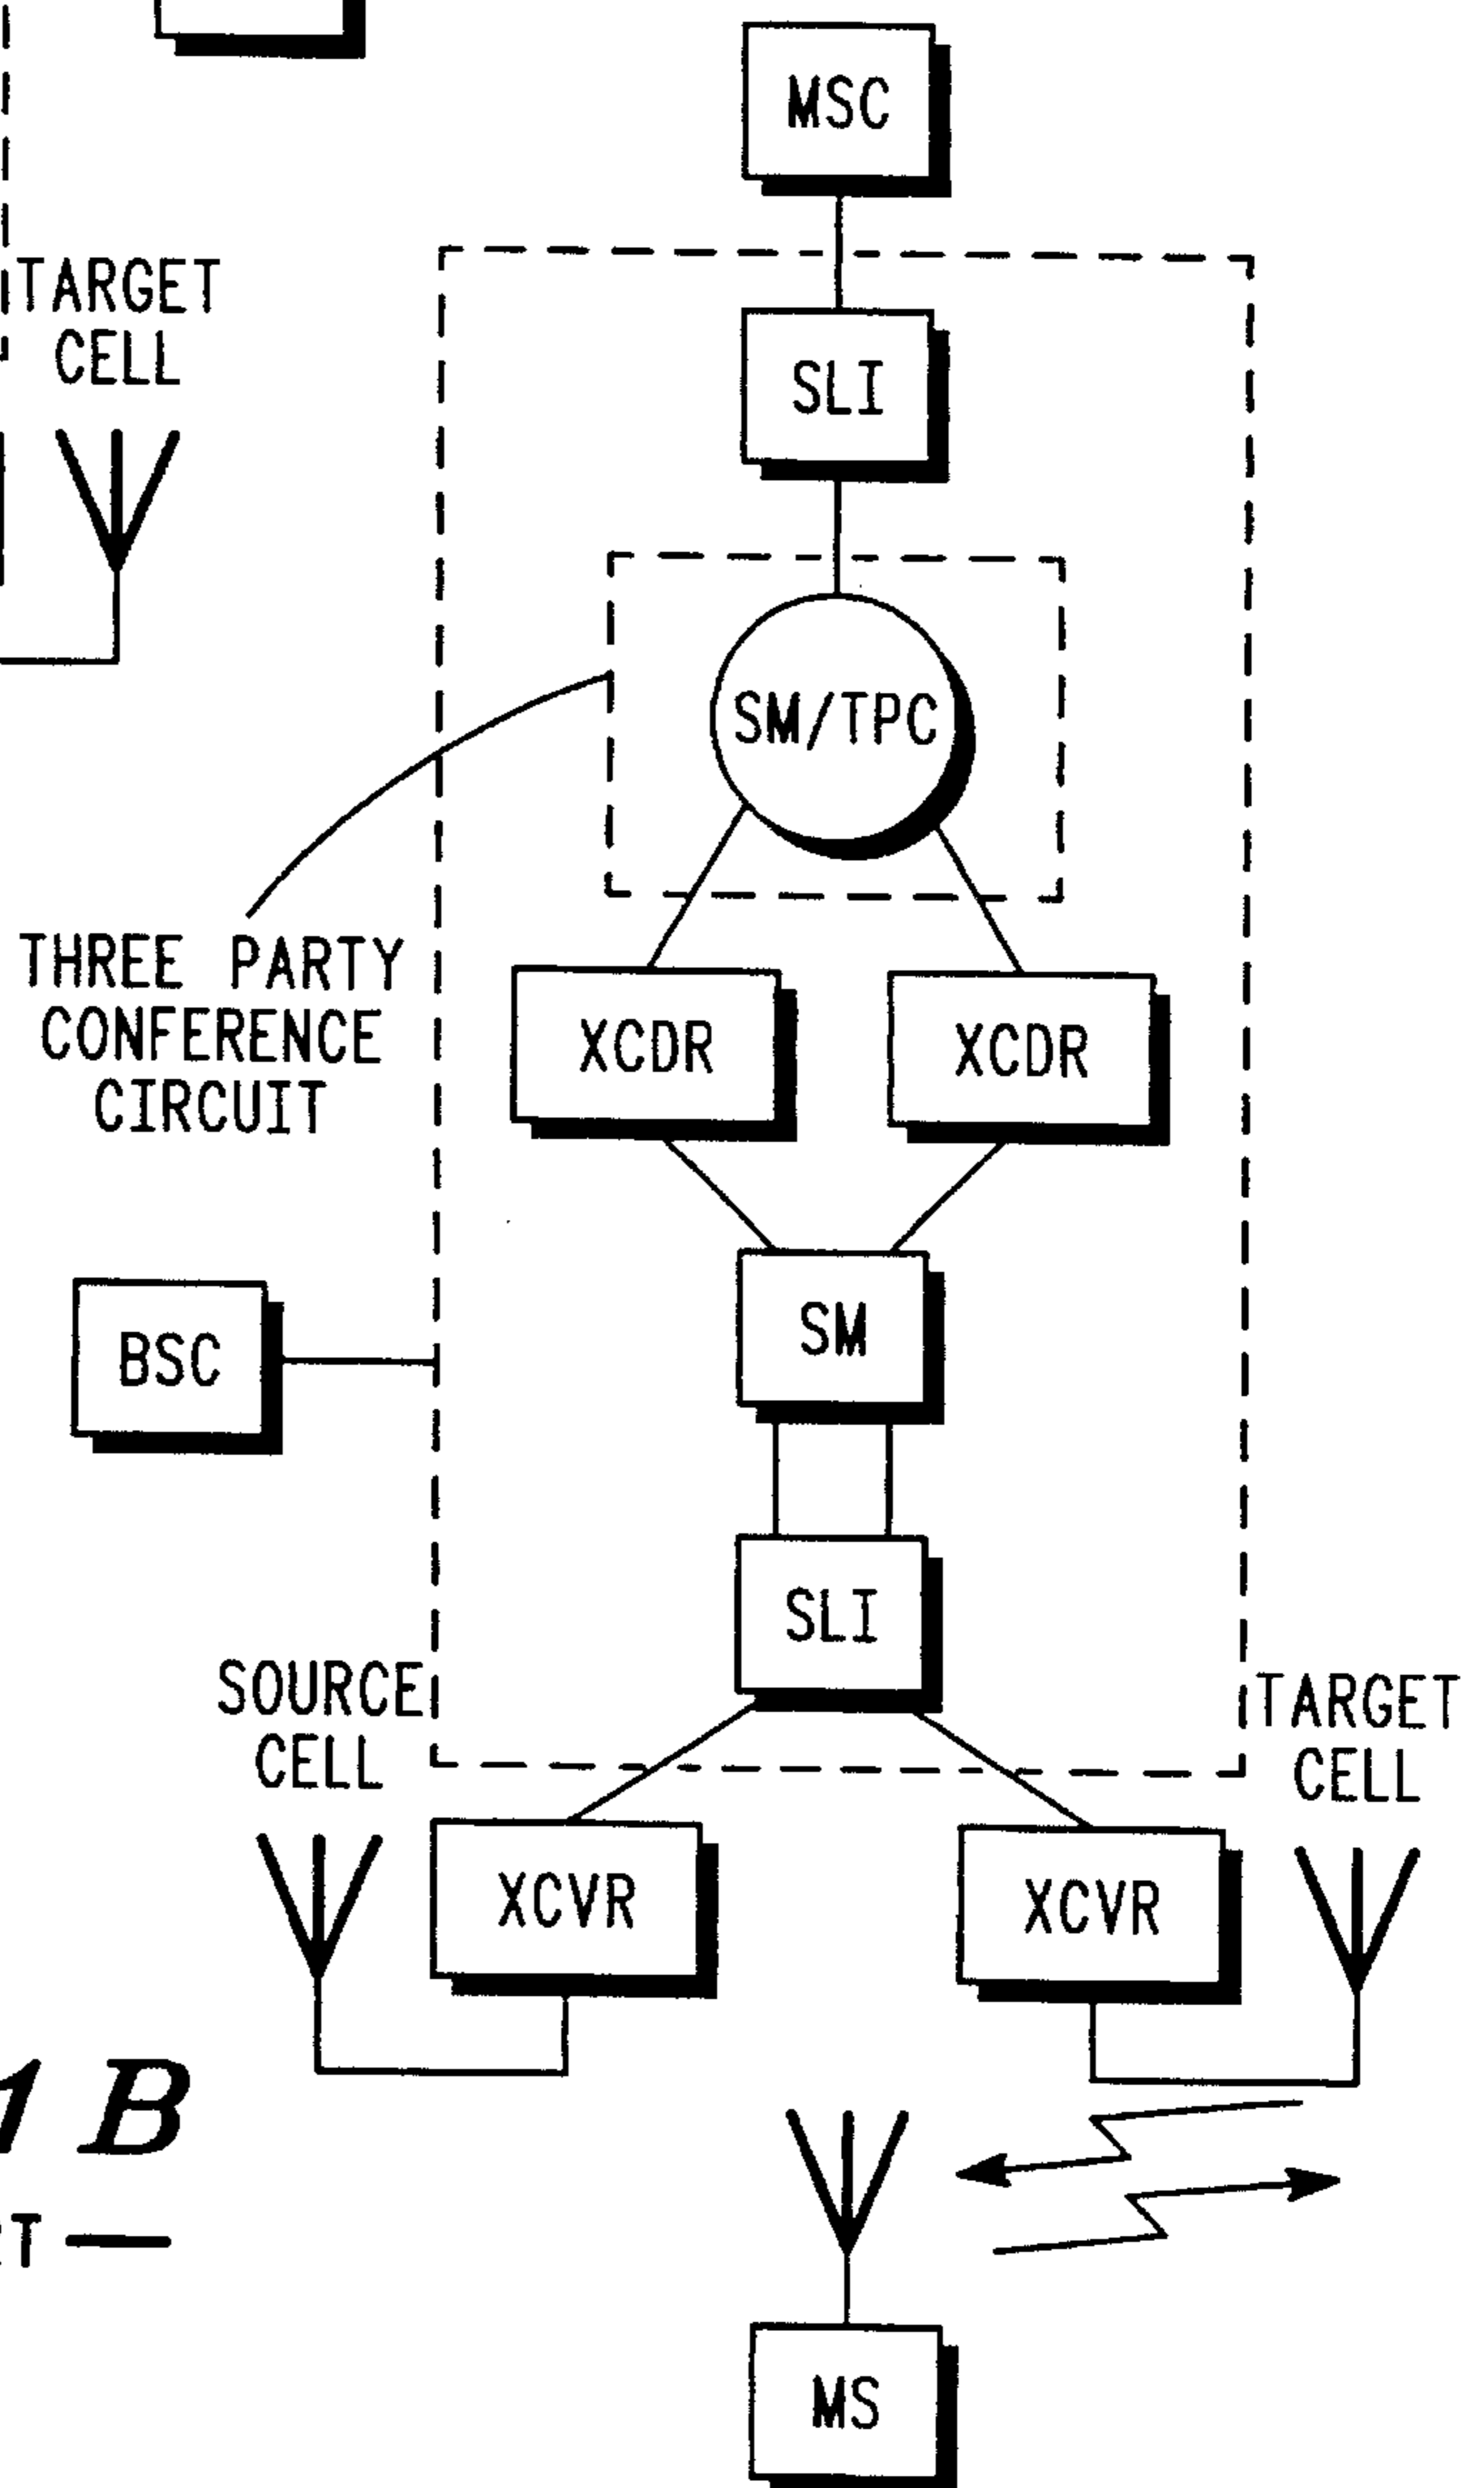 MSC
TARGET
CELL
SLI
SM/TPC
THREE PARTY
CONFERENCE
CIRCUIT
XCDR
XCDR
SM
BSC
SLI
SOURCE
CELL
TARGET
CELL
XCVR
XCVR
1B
MS